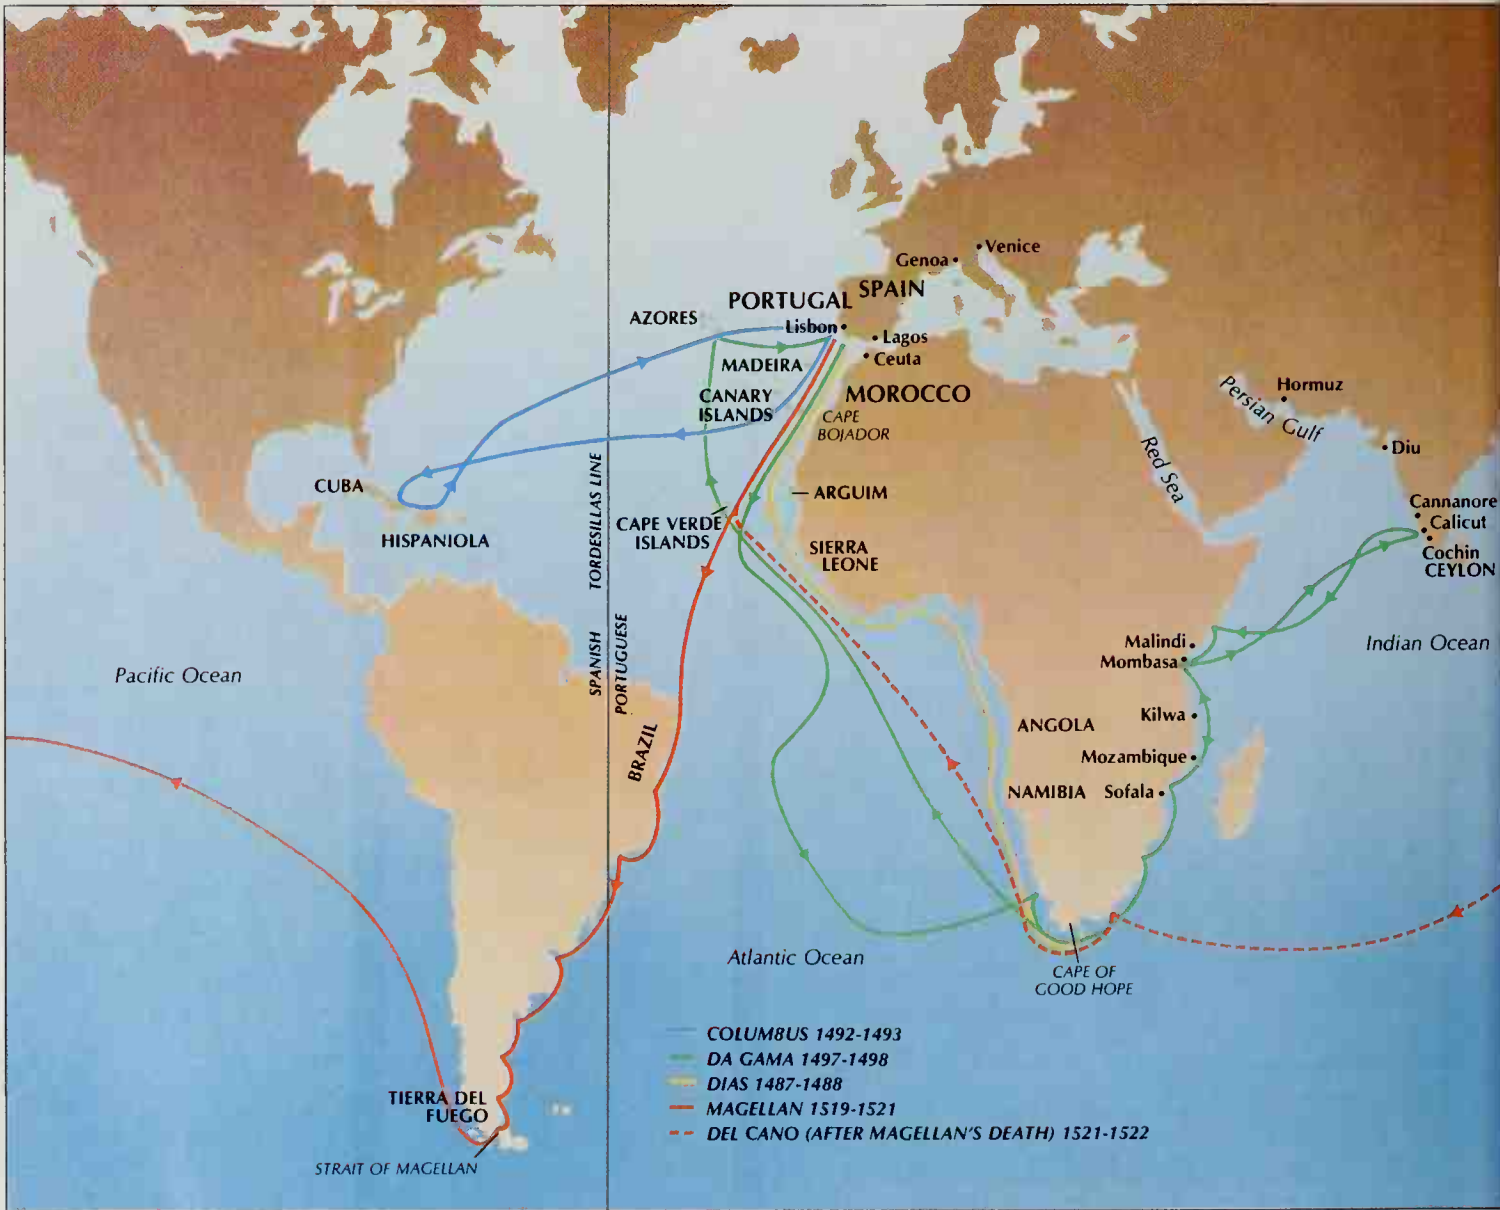 Venice
Genoa
SPAIN
PORTUGAL
AZORES
Lisbon
Lagos
Ceuta
MADEIRA
CANARY
ISLANDS
MOROCCO
CAPE
BOJADOR
Hormuz
Persian Gulf
Diu
Red Sea
CUBA
HISPANIOLA
ARGUIM
CAPE VERDE
ISLANDS
SIERRA
LEONE
Cannanore
Calicut
Cochin
CEYLON
SPANISH TORDESILLAS LINE
PORTUGUESE
Pacific Ocean
Indian Ocean
Malindi
Mombasa
BRAZIL
ANGOLA
Kilwa
Mozambique
NAMIBIA
Sofala
Atlantic Ocean
CAPE OF
GOOD HOPE
COLUM8US 1492-1493
DA GAMA 1497-1498
DIAS 1487-1488
MAGELLAN 1519-1521
DEL CANO (AFTER MAGELLAN'S DEATH) 1521-1522
TIERRA DEL
FUEGO
STRAIT OF MAGELLAN